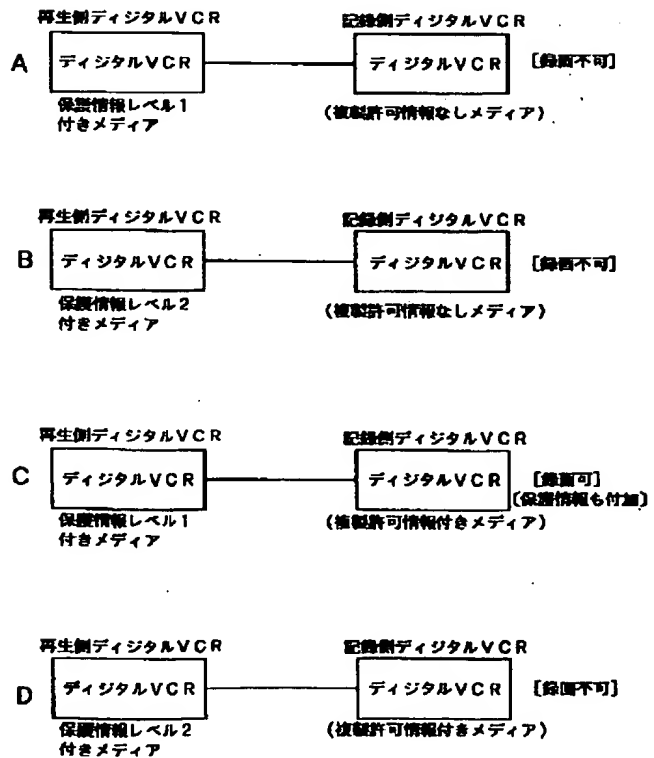 再生側ディジタルVCR 記録側ディジタルVCR
A ディジタルVCR ディジタルVCR [録画不可]
保護情報レベル1 (複製許可情報なしメディア)
付きメディア
再生側ディジタルVCR 記録側ディジタルVCR
B ディジタルVCR ディジタルVCR [録画不可]
保護情報レベル2 (複製許可情報なしメディア)
付きメディア
再生側ディジタルVCR 記録側ディジタルVCR
C ディジタルVCR ディジタルVCR [録画可]
[保護情報も付加]
保護情報レベル1 (複製許可情報付きメディア)
付きメディア
再生側ディジタルVCR 記録側ディジタルVCR
D ディジタルVCR ディジタルVCR [録画不可]
保護情報レベル2 (複製許可情報付きメディア)
付きメディア